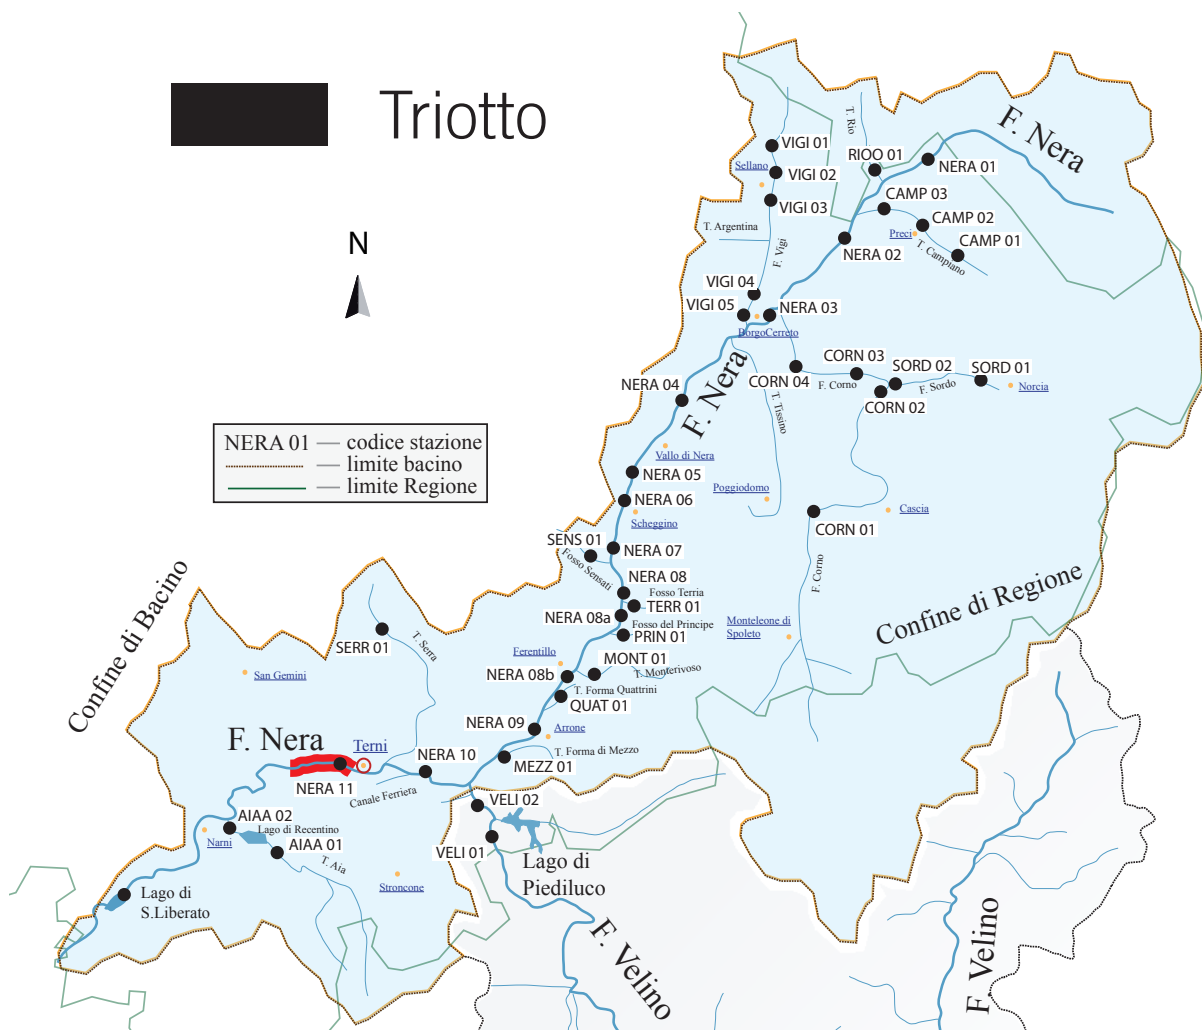 Triotto
N
F. Nera
T. Rio
VIGI 01
RIOO 01
NERA 01
Sellano
VIGI 02
CAMP 03
VIGI 03
CAMP 02
T. Argentina
Preci
CAMP 01
NERA 02
T. Campiano
F. Vigi
VIGI 04
VIGI 05
NERA 03
BorgoCerreto
CORN 03
SORD 02
SORD 01
CORN 04
F. Corno
F. Sordo
Norcia
NERA 04
F. Nera
T. Tissino
CORN 02
NERA 01 codice stazione
limite bacino
limite Regione
Vallo di Nera
NERA 05
Poggiodomo
NERA 06
Scheggino
Cascia
CORN 01
SENS 01
NERA 07
Fosso Sensati
F. Corno
NERA 08
Fosso Terria
TERR 01
NERA 08a
Fosso del Principe
PRIN 01
Monteleone di
Spoleto
Confine di Regione
Confine di Bacino
SERR 01
T. Serra
Ferentillo
MONT 01
T. Monterivoso
San Gemini
NERA 08b
T. Forma Quattrini
QUAT 01
NERA 09
Arrone
F. Nera
Terni
T. Forma di Mezzo
NERA 10
MEZZ 01
NERA 11
Canale Ferriera
VELI 02
AIAA 02
Lago di Recentino
Narni
AIAA 01
VELI 01
T. Aia
Lago di
Piediluco
Stroncone
Lago di
S.Liberato
F. Velino
F. Velino